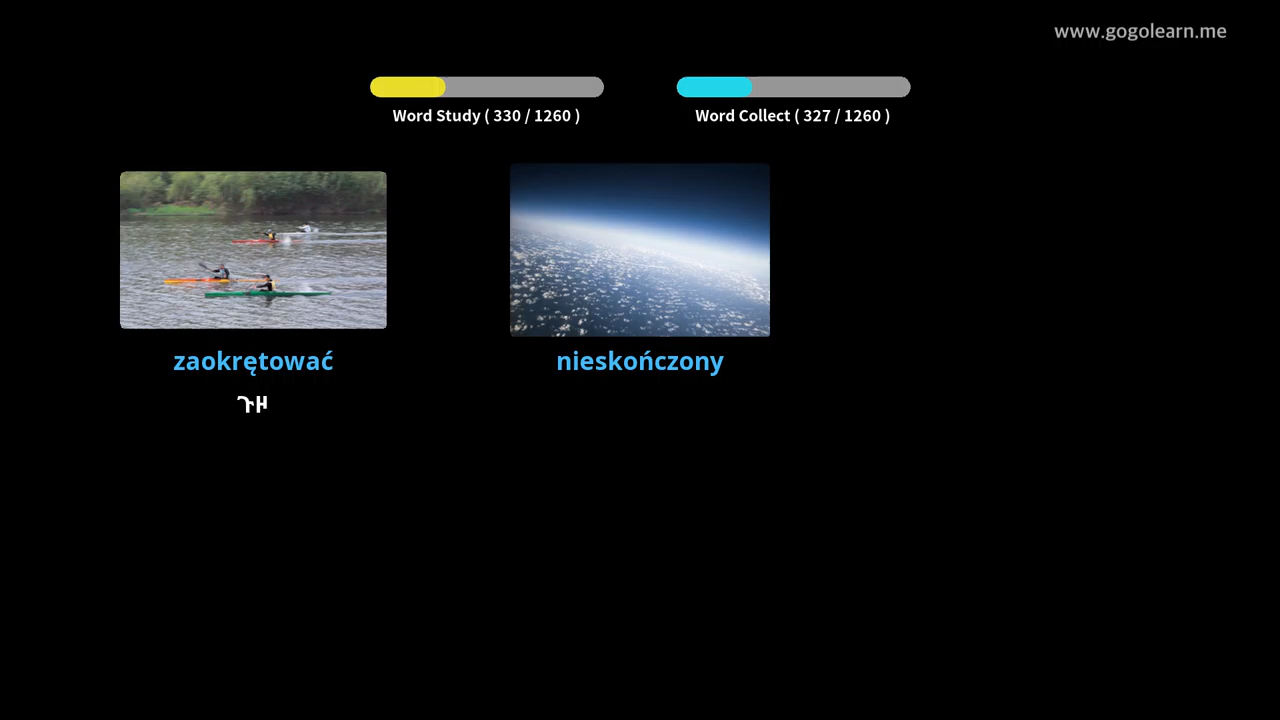 www.gogolearn.me
Word Study ( 330 / 1260 )
Word Collect ( 327 / 1260 )
zaokrętować
ጉዞ
nieskończony